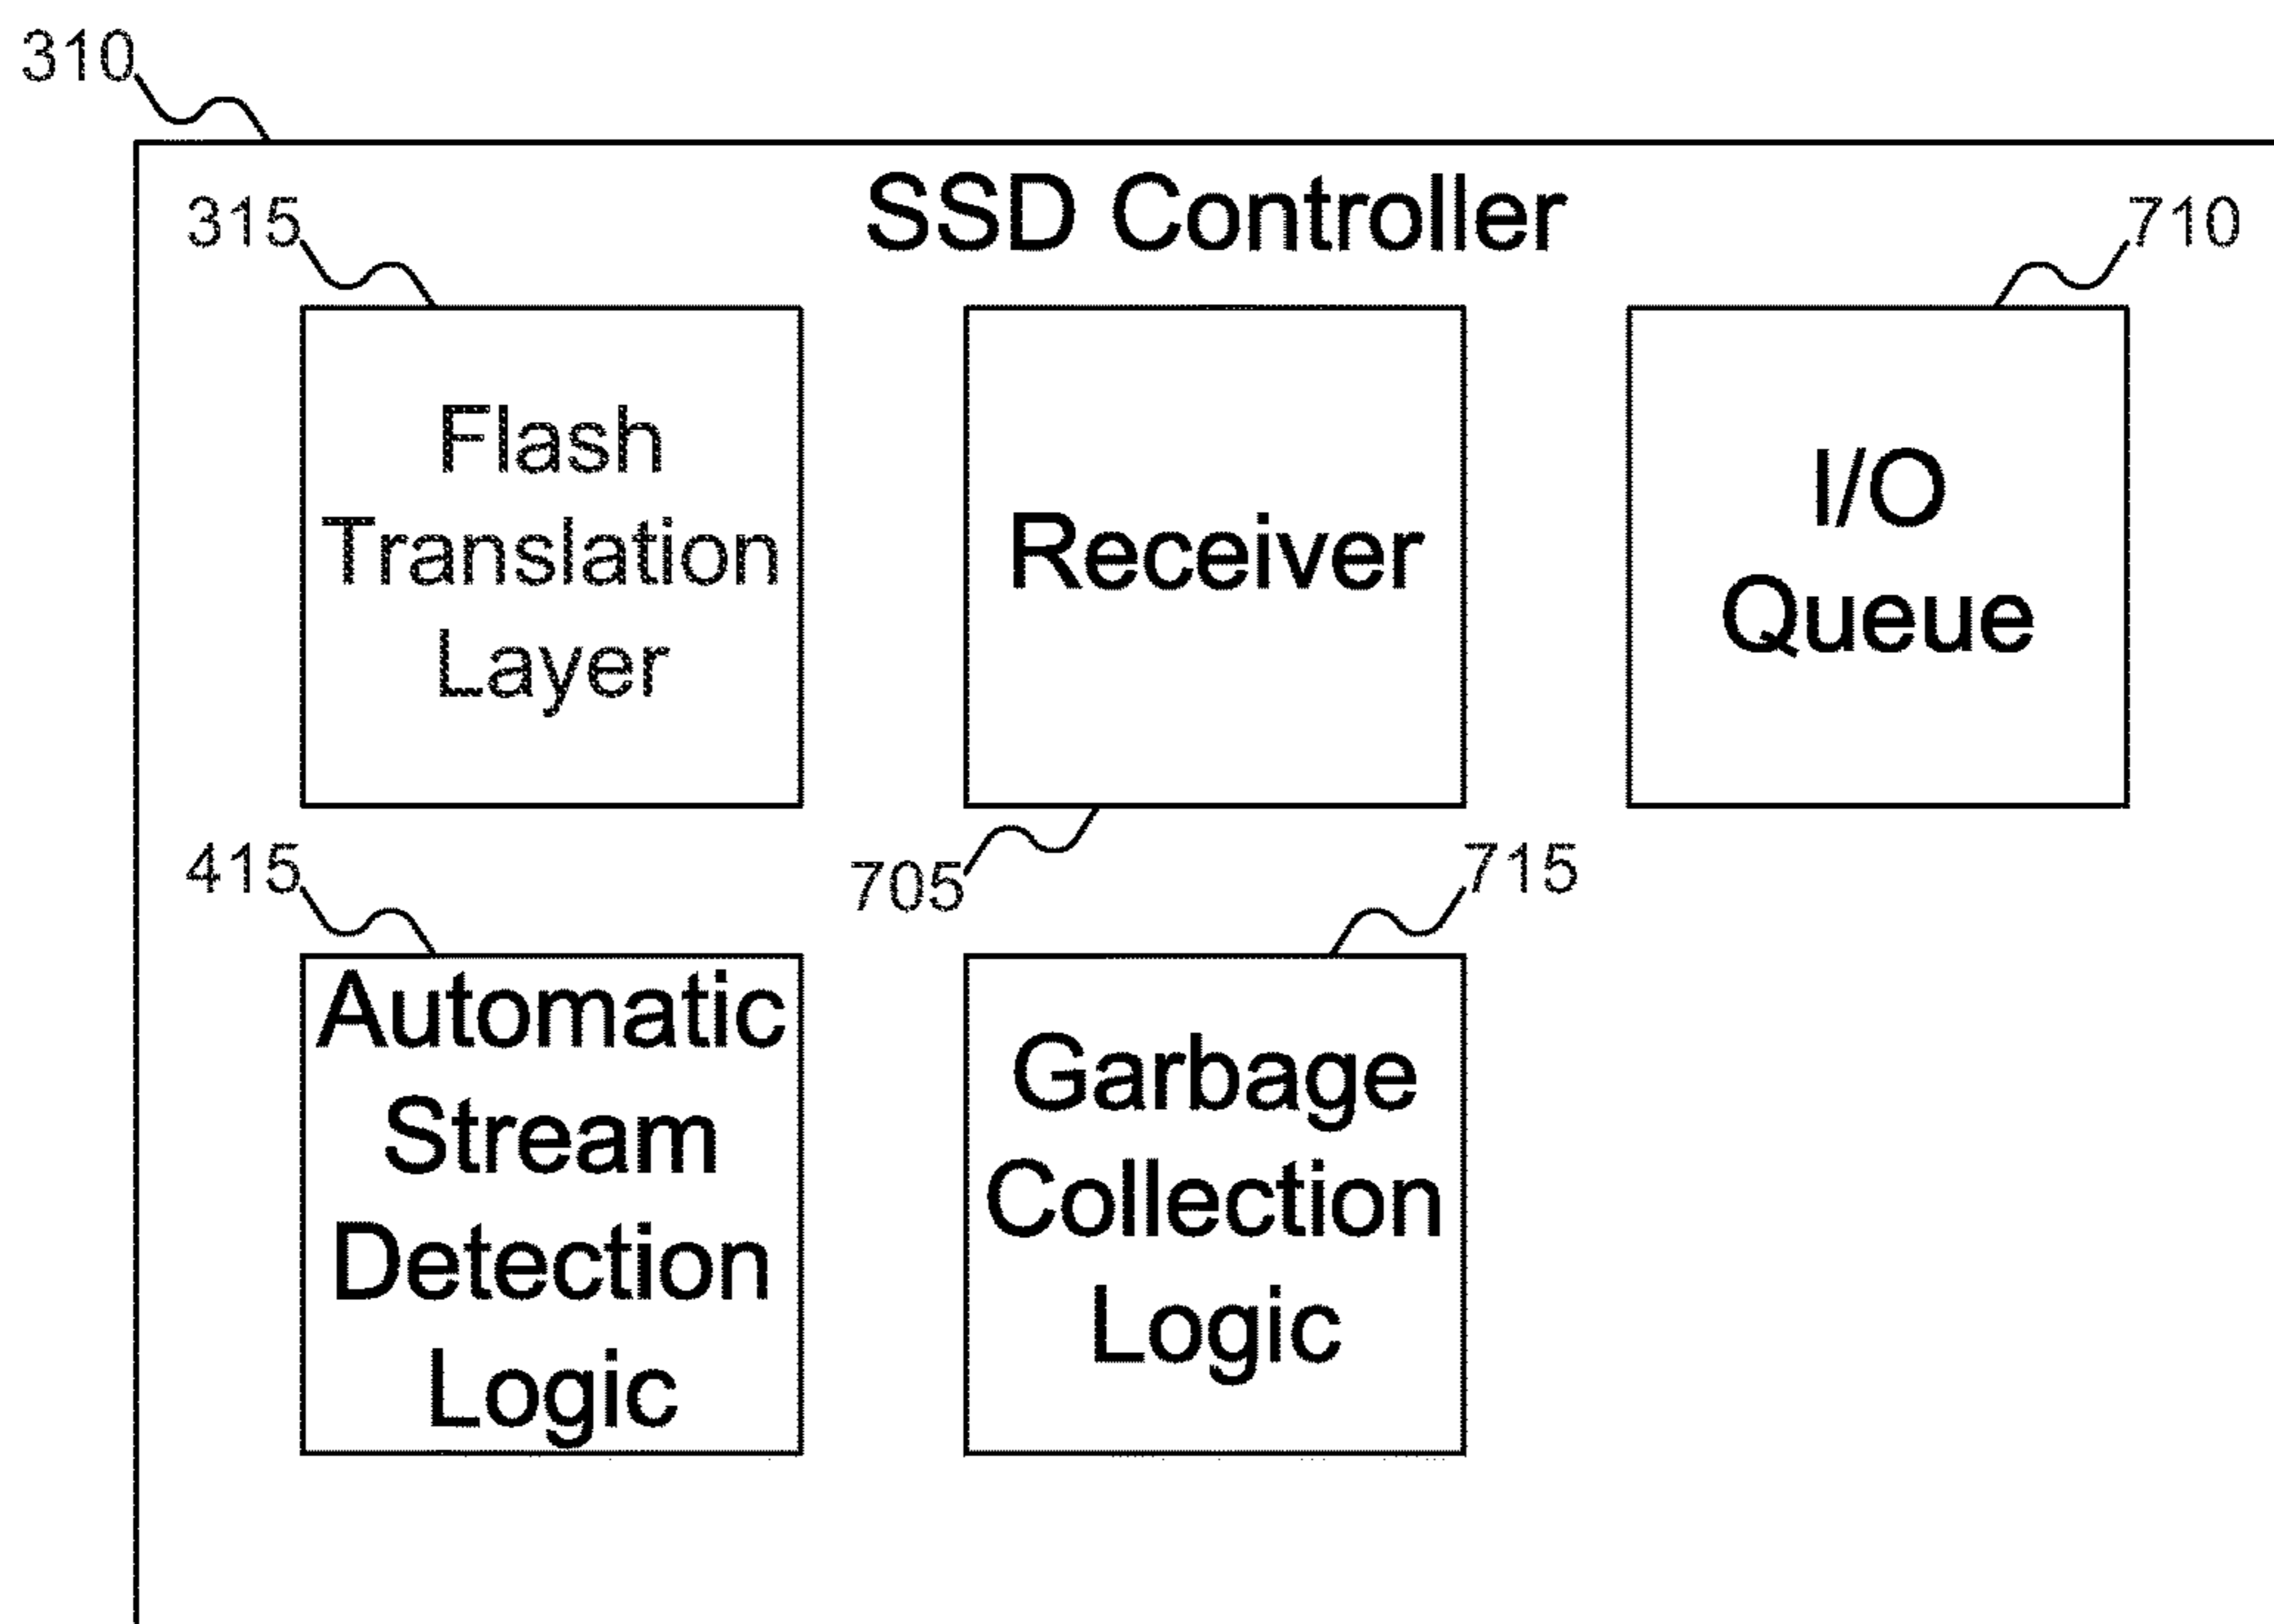 310
SSD Controller
315
710
Flash
Translation
Layer
Receiver
I/O
Queue
415
705
715
Automatic
Stream
Detection
Logic
Garbage
Collection
Logic